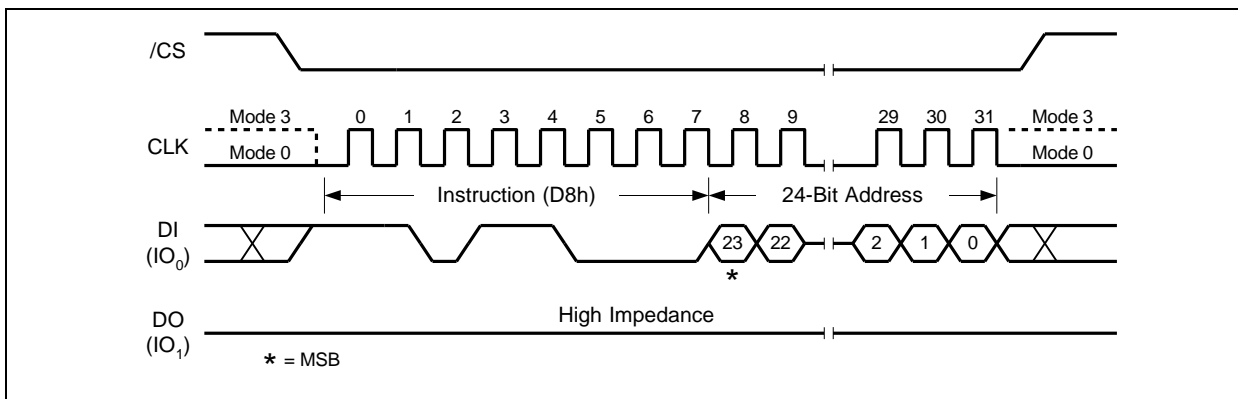 /CS
Mode 3 0 1 2 3 4 5 6 7 8 9 29 30 31 Mode 3
CLK
Mode 0 Mode 0
Instruction (D8h) 24-Bit Address
DI
(IO0)
23 22 2 1 0
*
High Impedance
DO
(IO1)
* = MSB